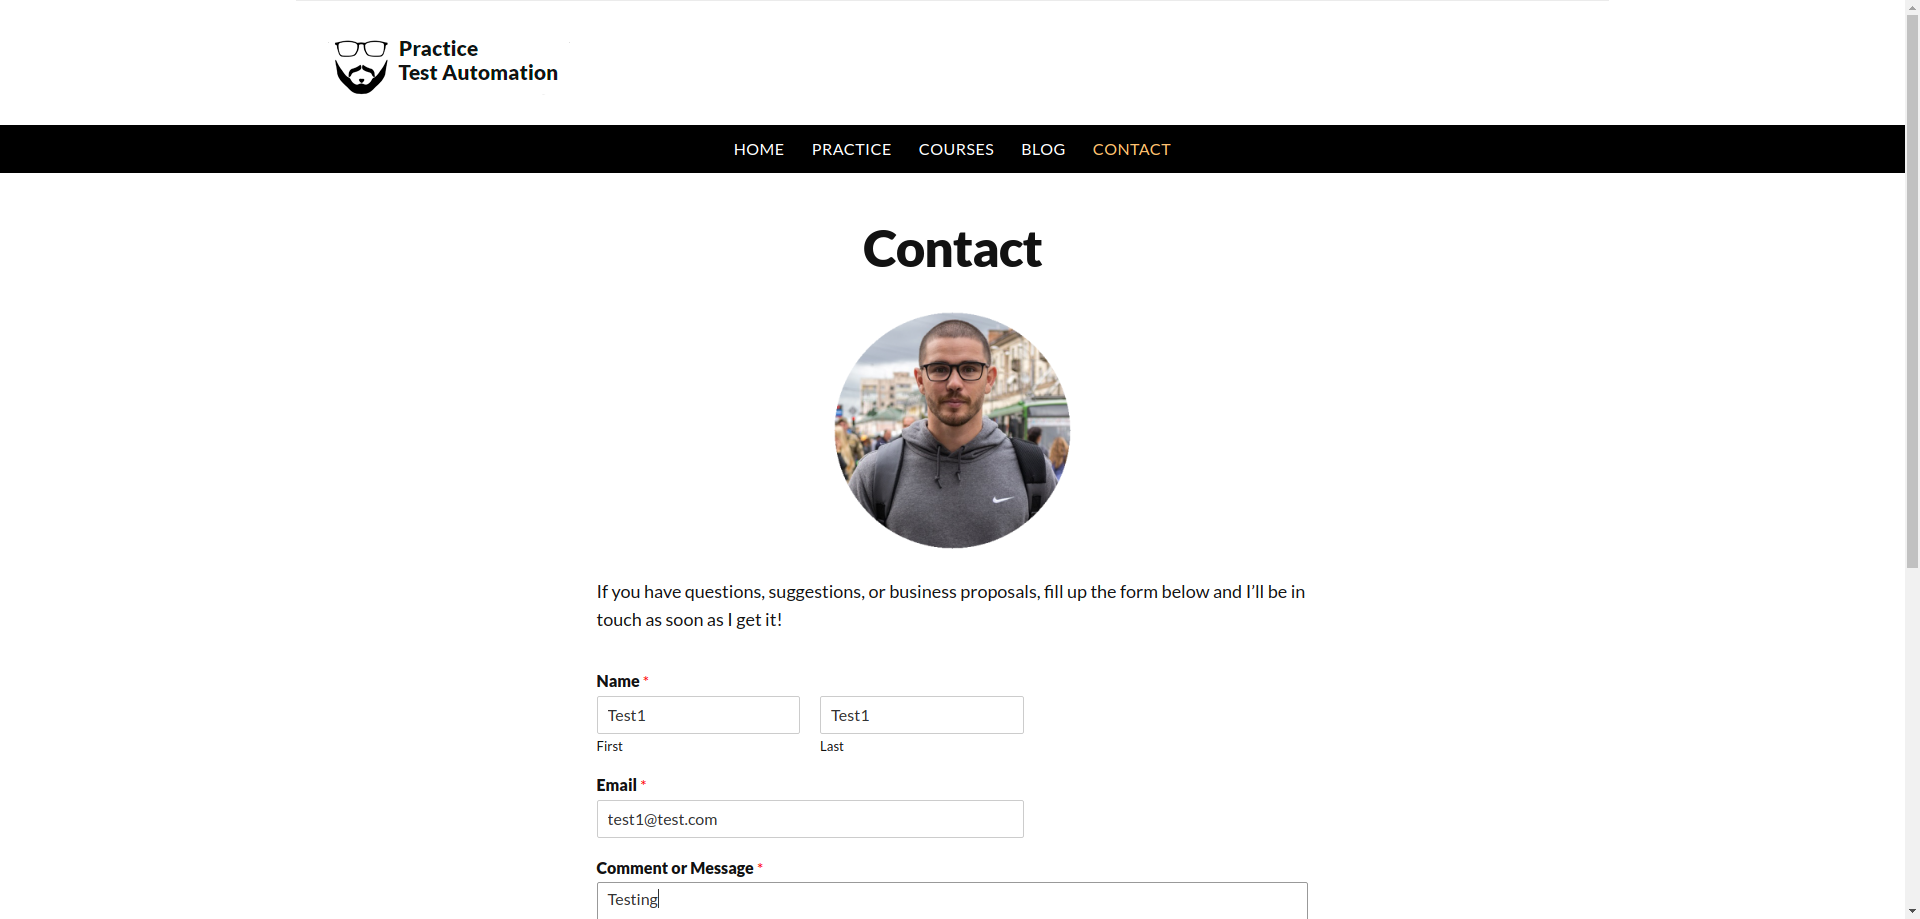 Practice
Test Automation
HOME PRACTICE COURSES BLOG CONTACT
Contact
If you have questions, suggestions, or business proposals, fill up the form below and I’ll be in
touch as soon as I get it!
Name *
Test1 Test1
First Last
Email *
test1@test.com
Comment or Message *
Testing